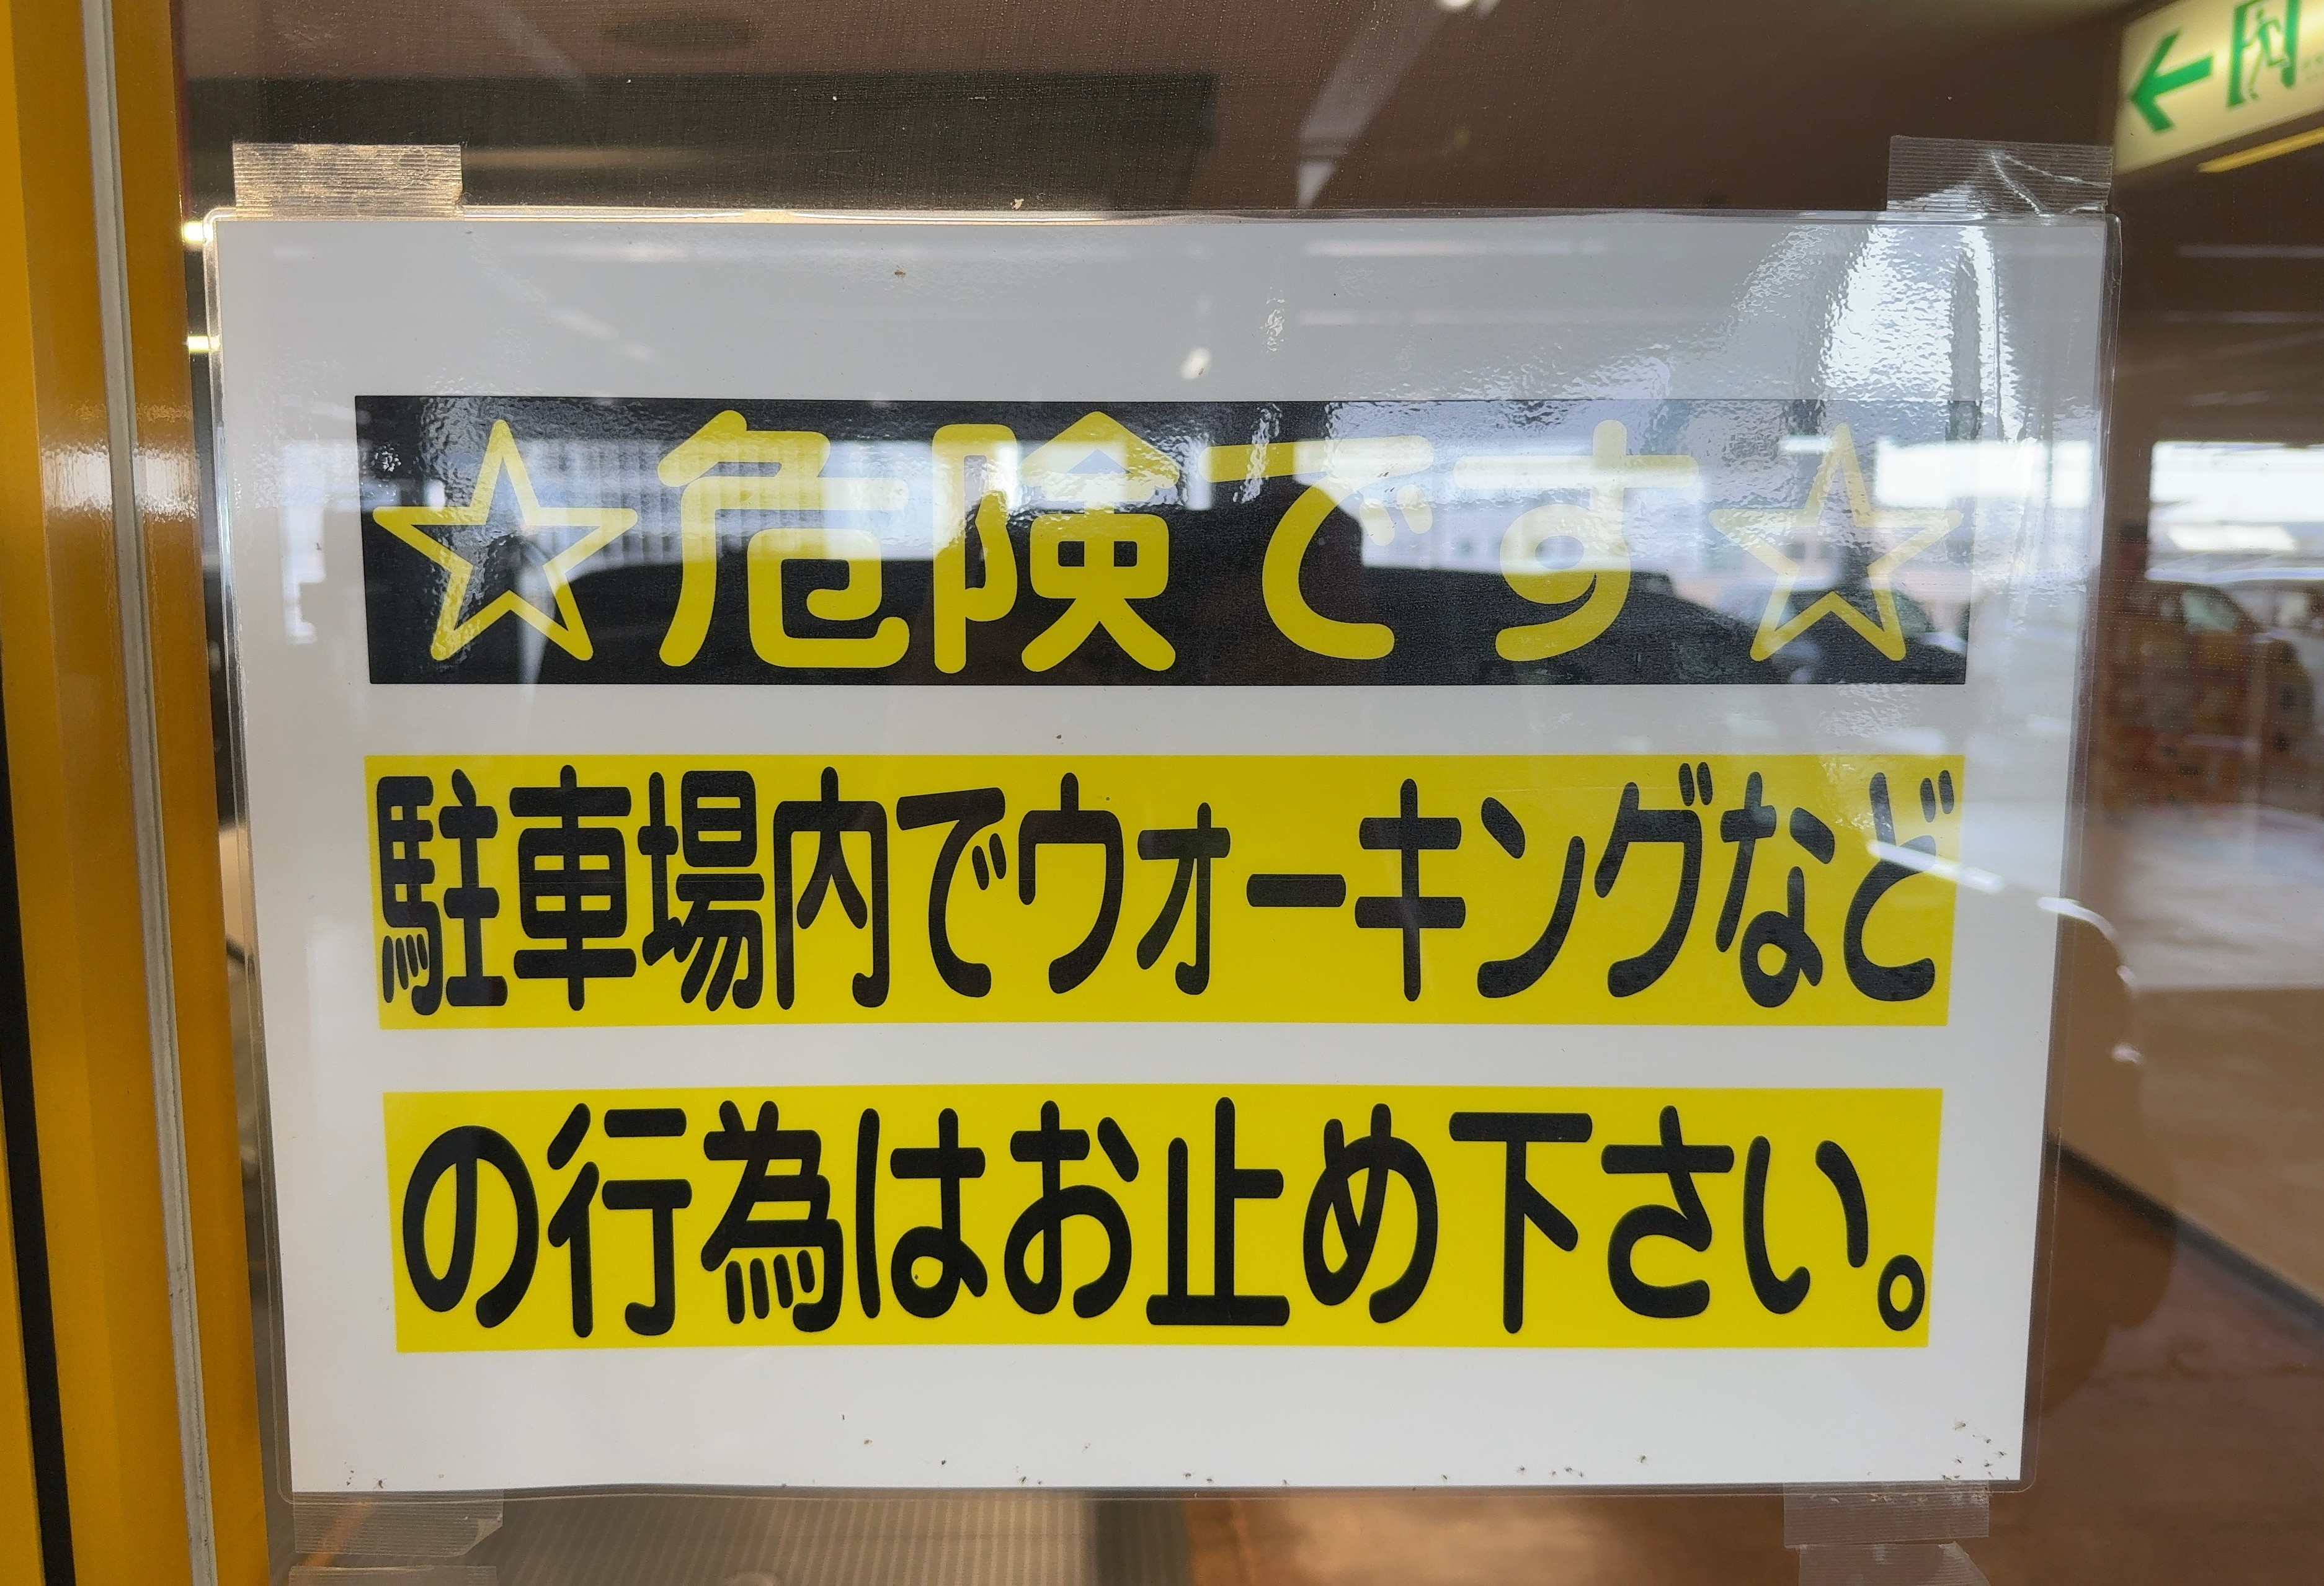 ☆危険です☆
駐車場内でウォーキングなど
の行為はお止め下さい。